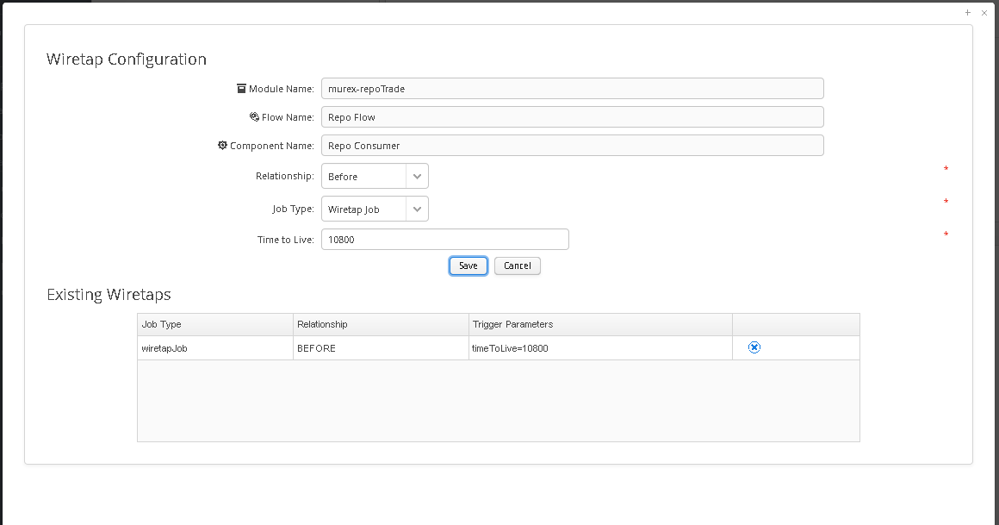 Wiretap Configuration
Module Name: murex-repoTrade
Flow Name: Repo Flow
Component Name: Repo Consumer
Relationship: Before *
Job Type: Wiretap Job *
Time to Live: 10800 *
Save Cancel
Existing Wiretaps
Job Type Relationship Trigger Parameters
wiretapJob BEFORE timeToLive=10800